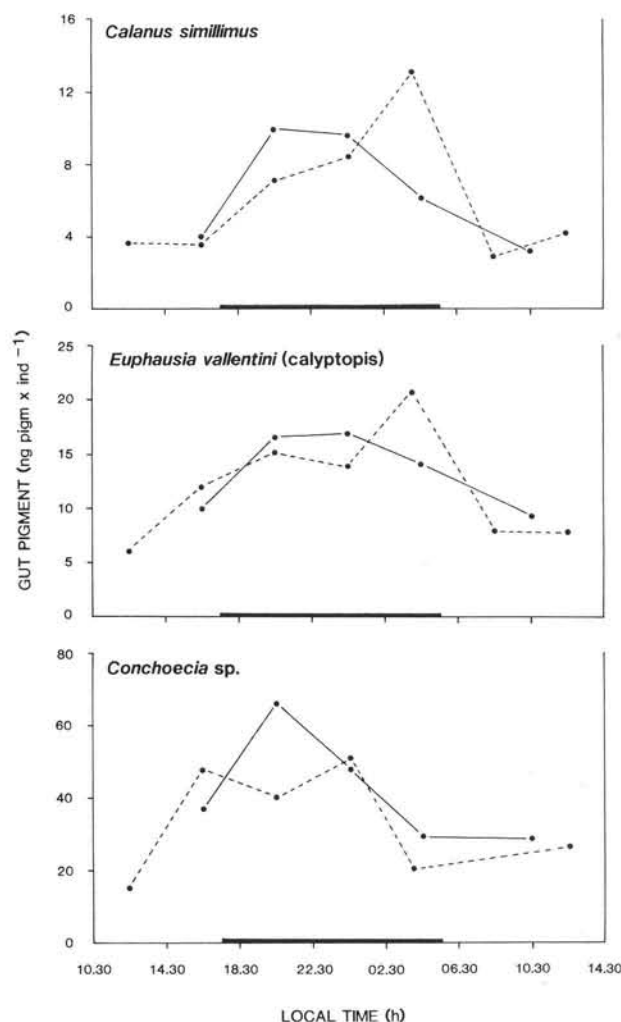 Calanus simillimus
16
12
8
4
0
Euphausia vallentini (calyptopis)
25
20
15
10
5
0
GUT PIGMENT (ng pigm x ind⁻¹)
Conchoecia sp.
80
60
40
20
0
10.30 14.30 18.30 22.30 02.30 06.30 10.30 14.30
LOCAL TIME (h)